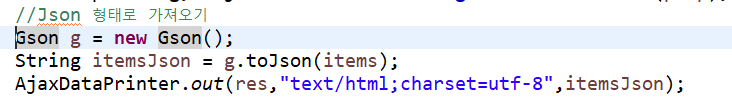 //Json 형태로 가져오기
Gson g = new Gson();
String itemsJson = g.toJson(items);
AjaxDataPrinter.out(res,"text/html;charset=utf-8",itemsJson);